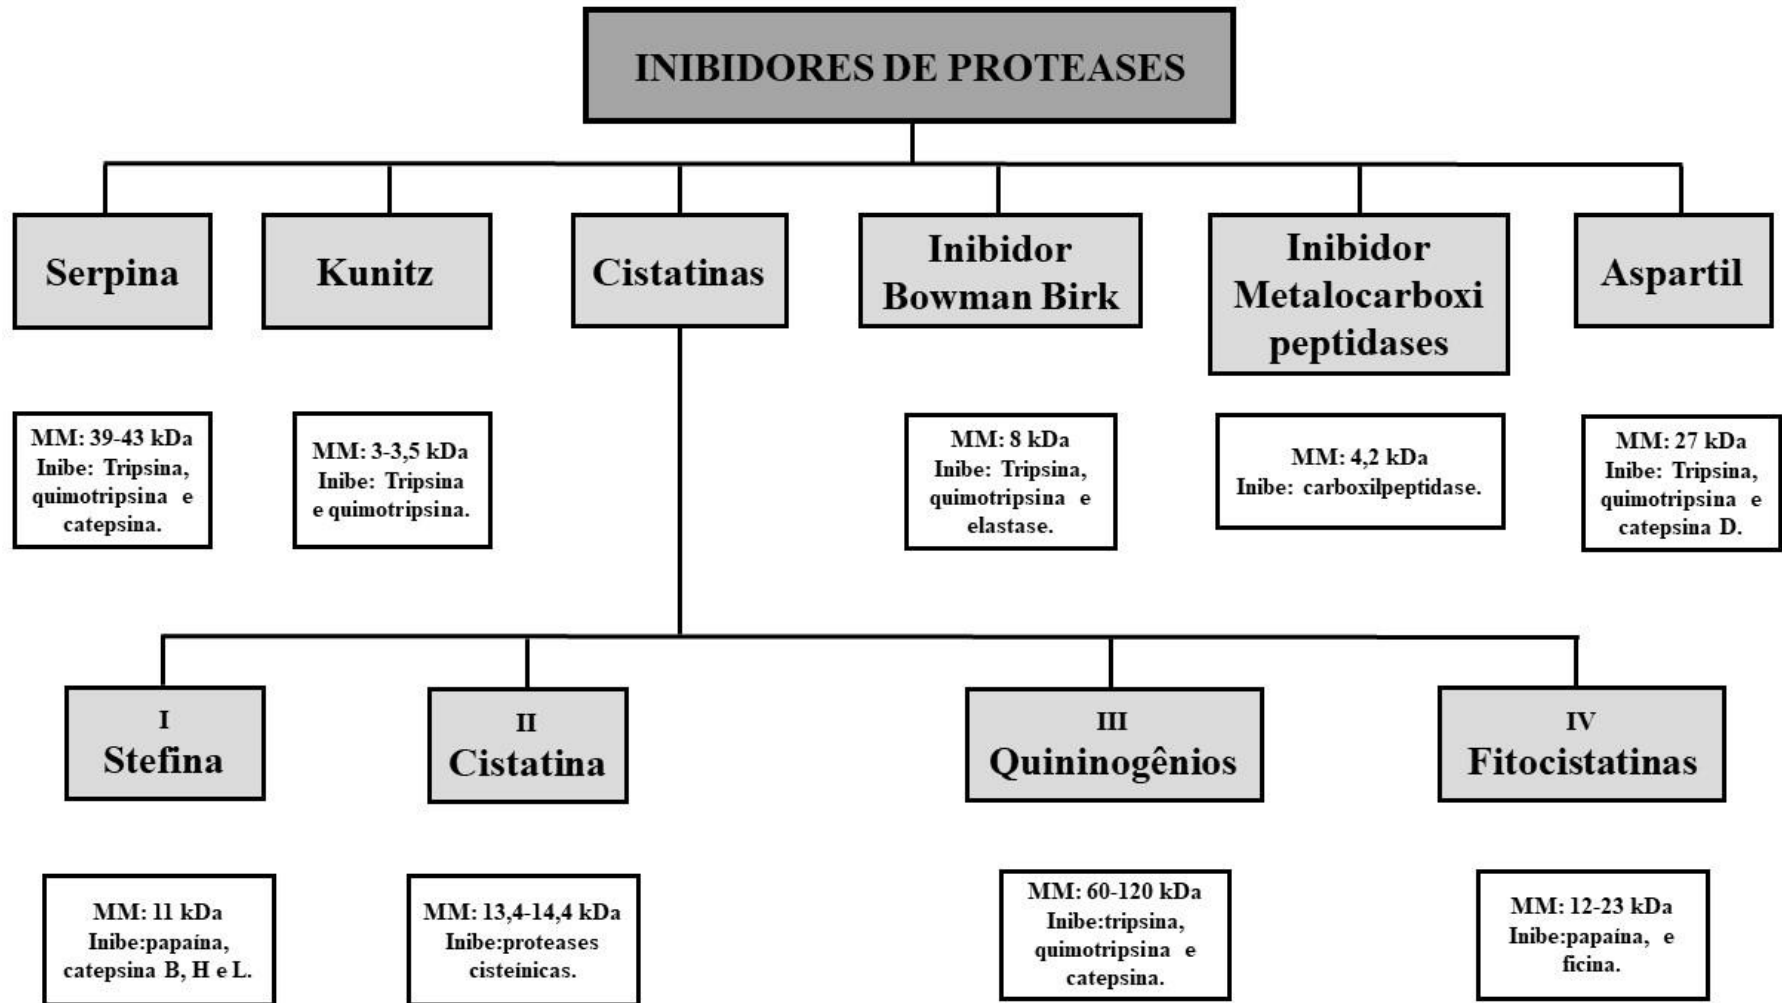 INIBIDORES DE PROTEASES
Serpina
Kunitz
Cistatinas
Inibidor
Bowman Birk
Inibidor
Metalocarboxi
peptidases
Aspartil
MM: 39-43 kDa
Inibe: Tripsina,
quimotripsina e
catepsina.
MM: 3-3,5 kDa
Inibe: Tripsina
e quimotripsina.
MM: 8 kDa
Inibe: Tripsina,
quimotripsina e
elastase.
MM: 4,2 kDa
Inibe: carboxilpeptidase.
MM: 27 kDa
Inibe: Tripsina,
quimotripsina e
catepsina D.
I
Stefina
II
Cistatina
III
Quininogênios
IV
Fitocistatinas
MM: 11 kDa
Inibe:papaína,
catepsina B, H e L.
MM: 13,4-14,4 kDa
Inibe:proteases
cisteínicas.
MM: 60-120 kDa
Inibe:tripsina,
quimotripsina e
catepsina.
MM: 12-23 kDa
Inibe:papaína, e
ficina.